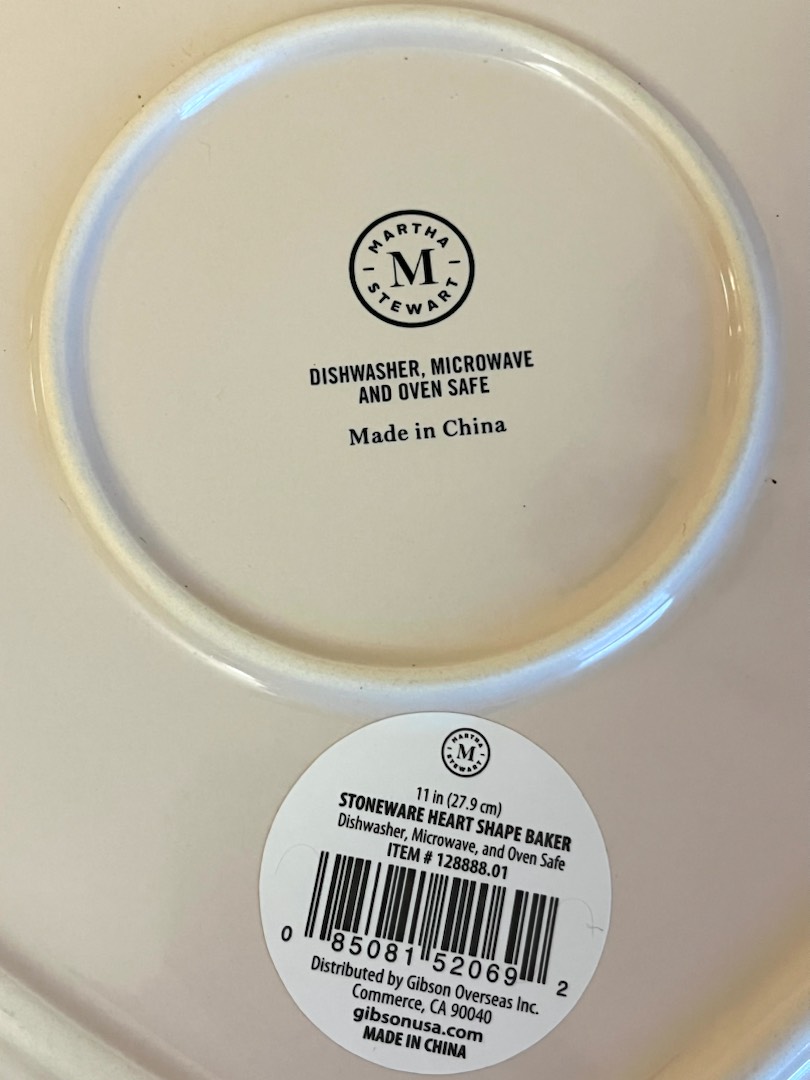 MARTHA
M
STEWART
DISHWASHER, MICROWAVE
AND OVEN SAFE
Made in China
MARTHA
M
STEWART
11 in (27.9 cm)
STONEWARE HEART SHAPE BAKER
Dishwasher, Microwave, and Oven Safe
ITEM # 128888.01
0 85081 52069 2
Distributed by Gibson Overseas Inc.
Commerce, CA 90040
gibsonusa.com
MADE IN CHINA